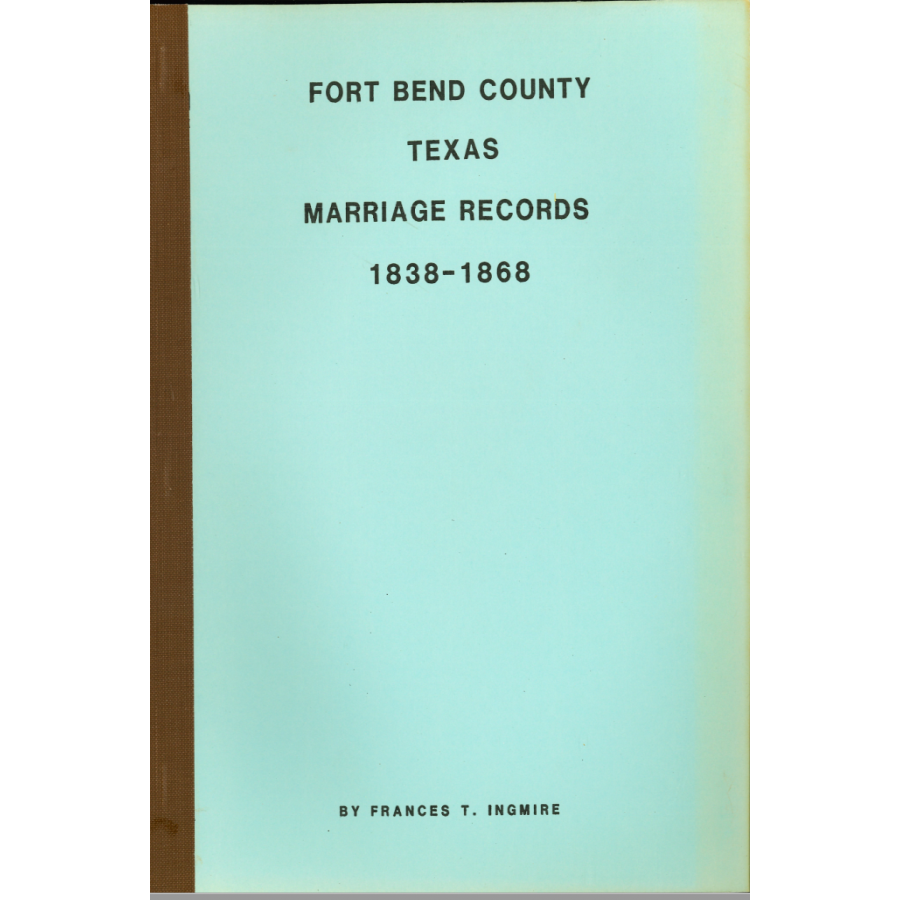 FORT BEND COUNTY
TEXAS
MARRIAGE RECORDS
1838-1868
BY FRANCES T. INGMIRE